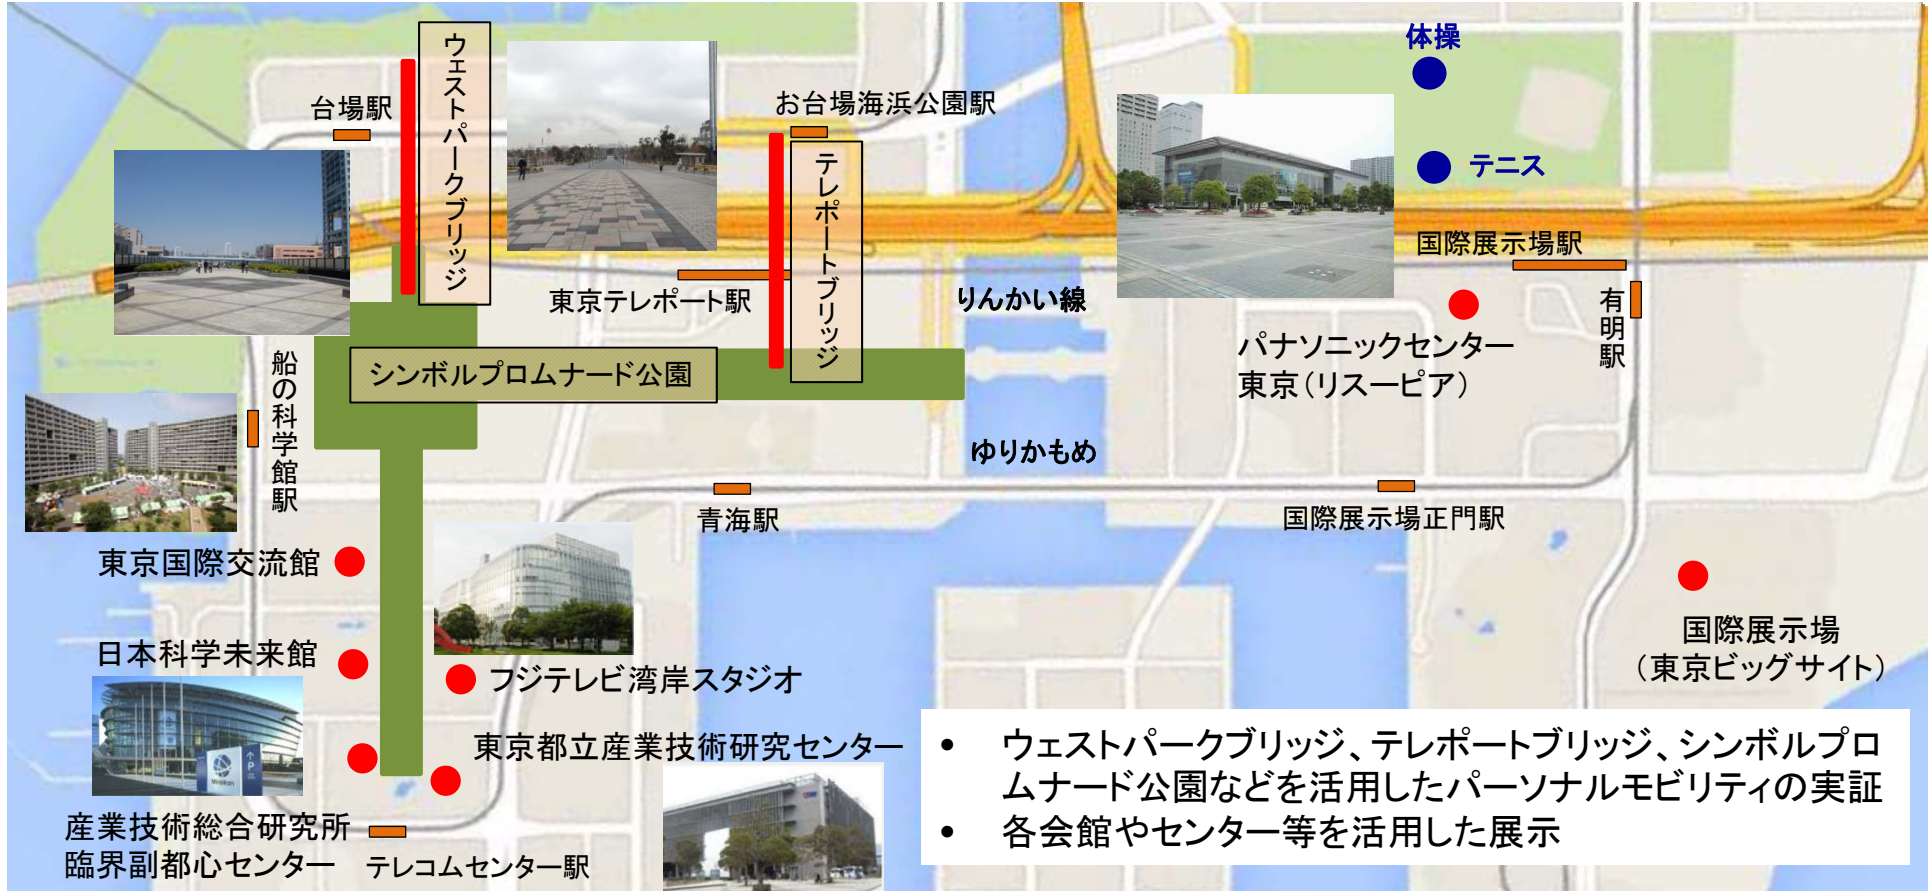 体操
テニス
ウェストパークブリッジ
台場駅
お台場海浜公園駅
テレポートブリッジ
国際展示場駅
東京テレポート駅
りんかい線
有明駅
パナソニックセンター
東京（リスーピア）
シンボルプロムナード公園
船の科学館駅
ゆりかもめ
青海駅
国際展示場正門駅
東京国際交流館
日本科学未来館
フジテレビ湾岸スタジオ
国際展示場
（東京ビッグサイト）
東京都立産業技術研究センター
P
Miraikan
産業技術総合研究所
臨界副都心センター
テレコムセンター駅
• ウェストパークブリッジ、テレポートブリッジ、シンボルプロ
ムナード公園などを活用したパーソナルモビリティの実証
• 各会館やセンター等を活用した展示